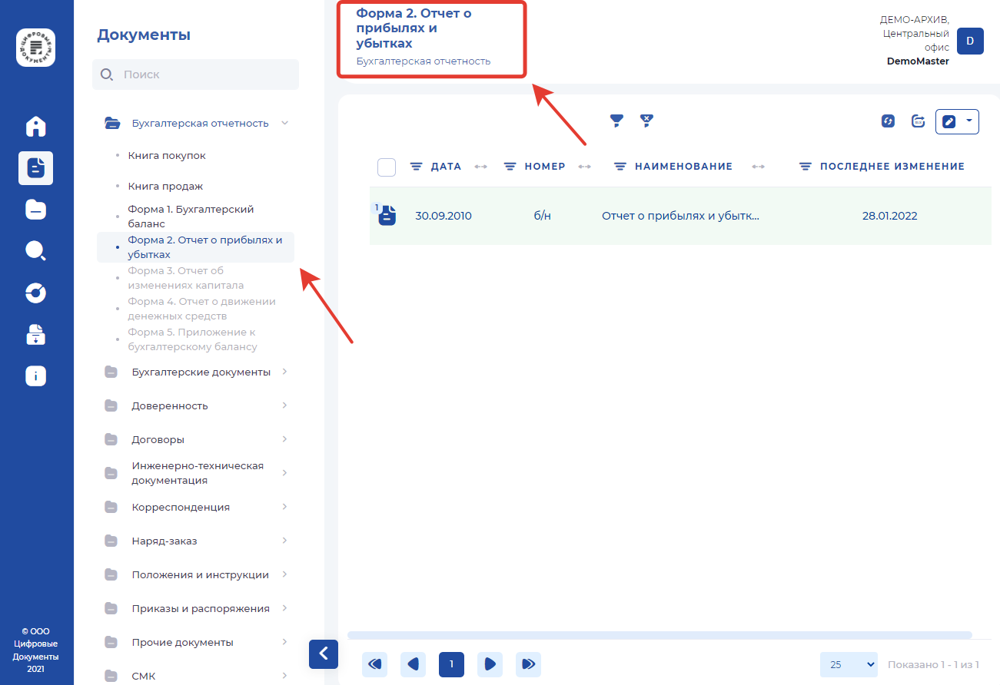 ЦИФРОВЫЕ ДОКУМЕНТЫ
© ООО
Цифровые
Документы
2021
Документы
Поиск
Бухгалтерская отчетность
Книга покупок
Книга продаж
Форма 1. Бухгалтерский
баланс
Форма 2. Отчет о прибылях и
убытках
Форма 3. Отчет об
изменениях капитала
Форма 4. Отчет о движении
денежных средств
Форма 5. Приложение к
бухгалтерскому балансу
Бухгалтерские документы
Доверенность
Договоры
Инженерно-техническая
документация
Корреспонденция
Наряд-заказ
Положения и инструкции
Приказы и распоряжения
Прочие документы
СМК
Форма 2. Отчет о
прибылях и
убытках
Бухгалтерская отчетность
ДЕМО-АРХИВ,
Центральный
офис
DemoMaster
D
ДАТА НОМЕР НАИМЕНОВАНИЕ ПОСЛЕДНЕЕ ИЗМЕНЕНИЕ
1 30.09.2010 б/н Отчет о прибылях и убытк... 28.01.2022
1
25
Показано 1 - 1 из 1